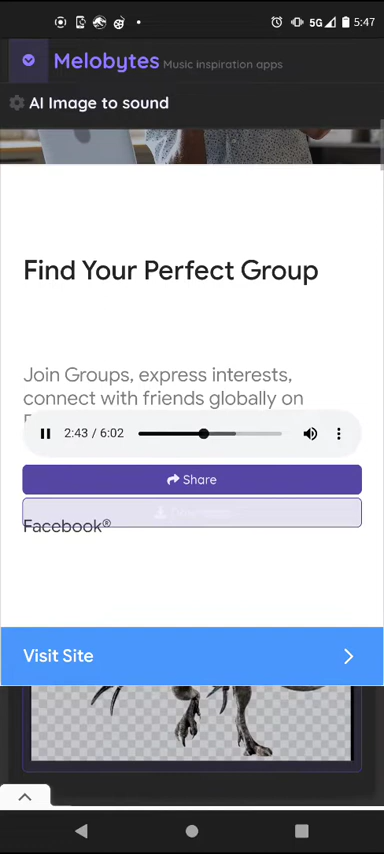 5G 5:47
Melobytes Music inspiration apps
AI Image to sound
Find Your Perfect Group
Join Groups, express interests,
connect with friends globally on
2:43 / 6:02
Share
Facebook®
Visit Site